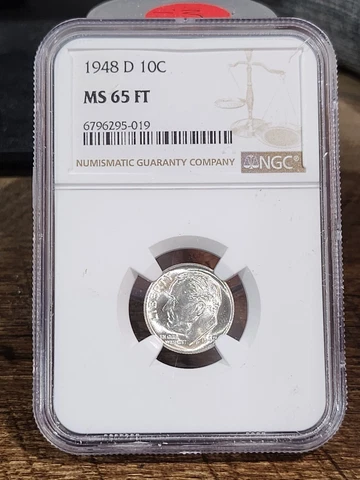 1948 D 10C
MS 65 FT
6796295-019
NUMISMATIC GUARANTY COMPANY NGC